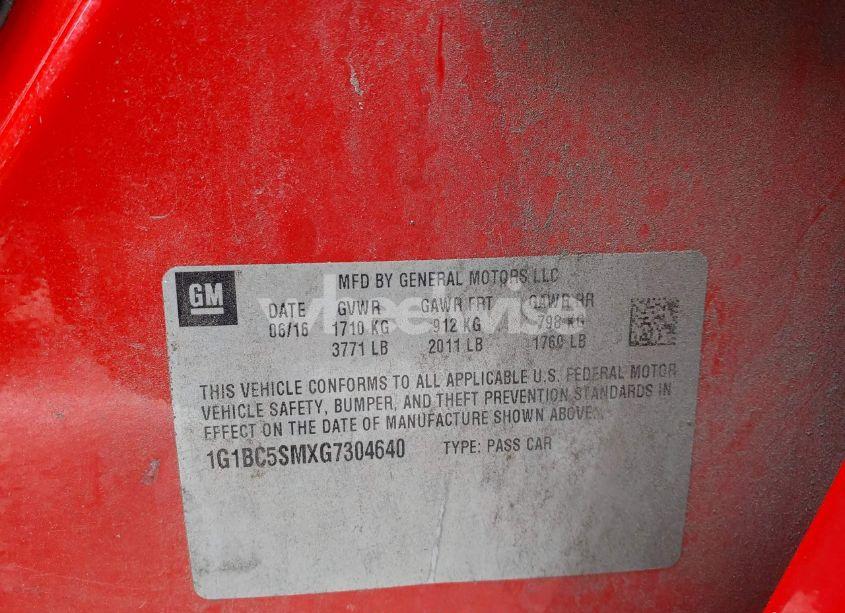 GM
MFD BY GENERAL MOTORS LLC
DATE GVWR GAWR FRT GAWR RR
06/16 1710 KG 912 KG 798 KG
3771 LB 2011 LB 1760 LB
THIS VEHICLE CONFORMS TO ALL APPLICABLE U.S. FEDERAL MOTOR
VEHICLE SAFETY, BUMPER, AND THEFT PREVENTION STANDARDS IN
EFFECT ON THE DATE OF MANUFACTURE SHOWN ABOVE.
1G1BC5SMXG7304640 TYPE: PASS CAR